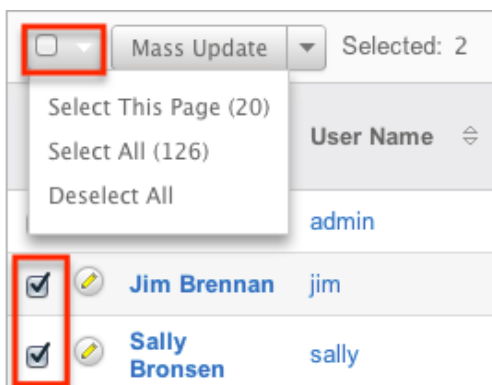 Mass Update Selected: 2
Select This Page (20)
Select All (126)
Deselect All
User Name
admin
Jim Brennan jim
Sally
Bronsen sally